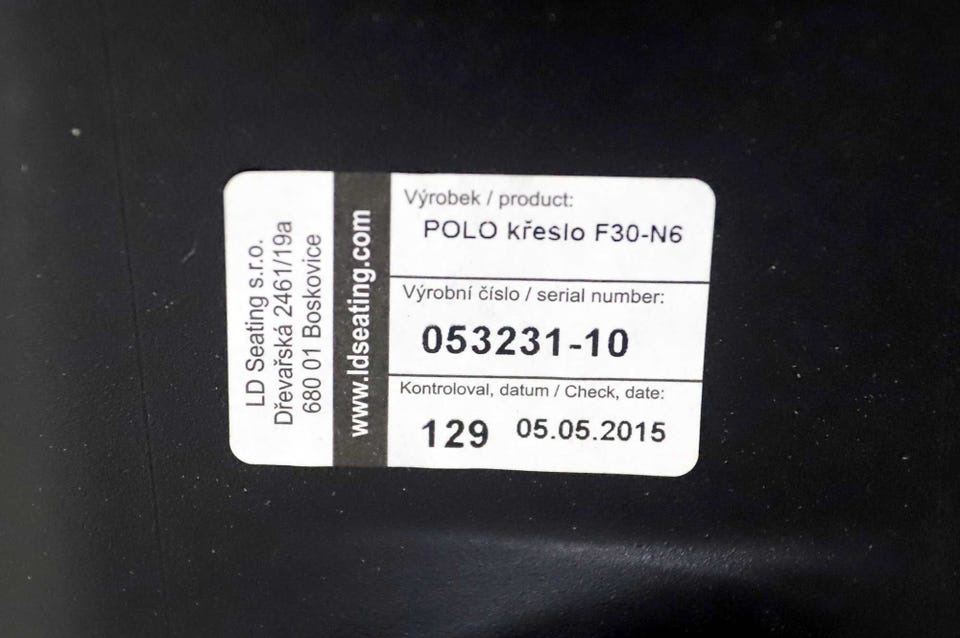 LD Seating s.r.o.
Dřevařská 2461/19a
680 01 Boskovice
www.ldseating.com
Výrobek / product:
POLO křeslo F30-N6
Výrobní číslo / serial number:
053231-10
Kontroloval, datum / Check, date:
129 05.05.2015